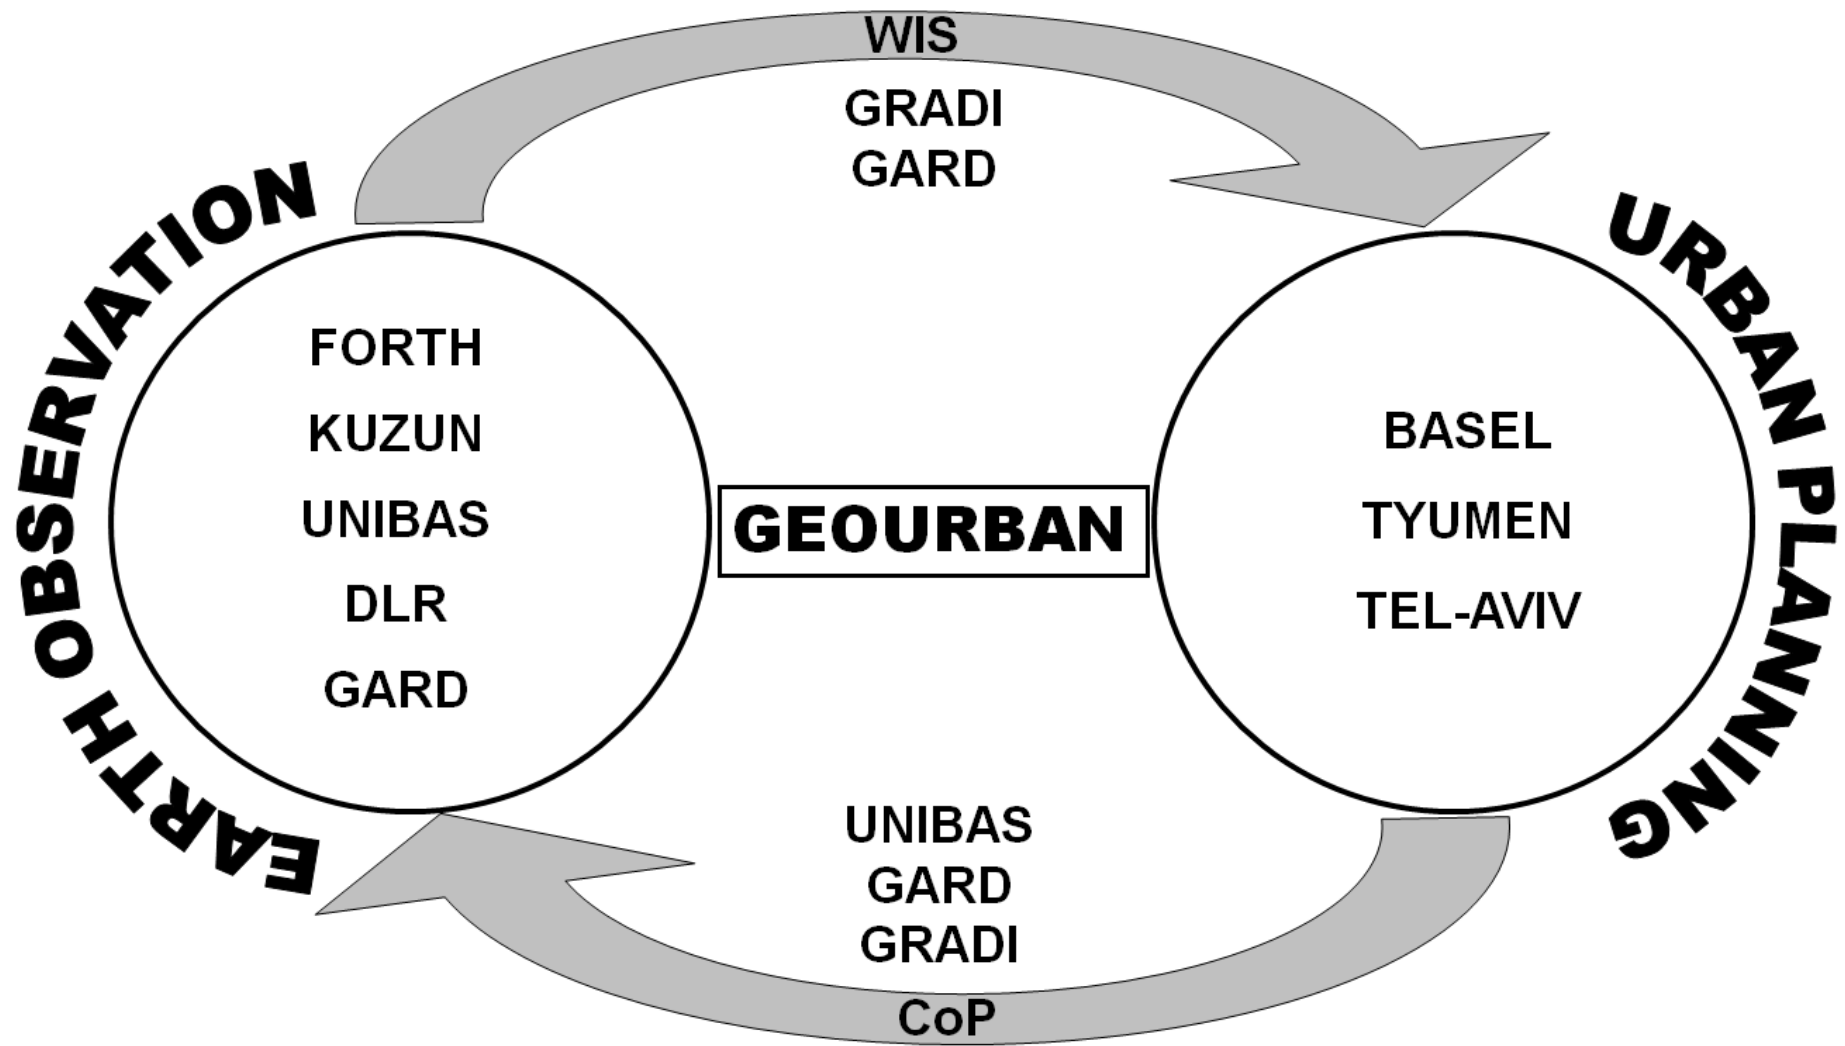 WIS
GRADI
GARD
EARTH OBSERVATION
FORTH
KUZUN
UNIBAS
DLR
GARD
GEOURBAN
URBAN PLANNING
BASEL
TYUMEN
TEL-AVIV
UNIBAS
GARD
GRADI
CoP